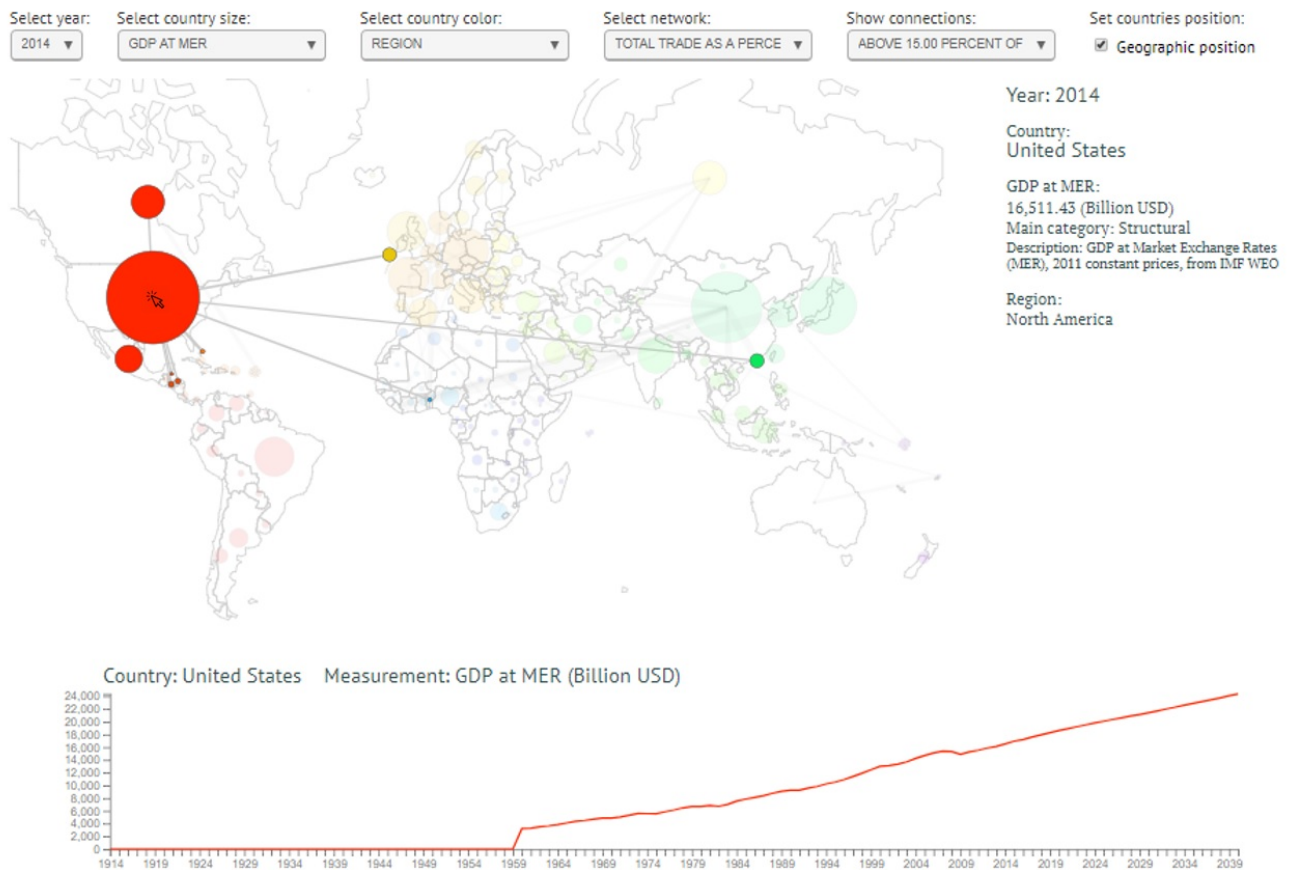 Select year: Select country size: Select country color: Select network: Show connections: Set countries position:
2014 GDP AT MER REGION TOTAL TRADE AS A PERCE ABOVE 15.00 PERCENT OF Geographic position
Year: 2014
Country:
United States
GDP at MER:
16,511.43 (Billion USD)
Main category: Structural
Description: GDP at Market Exchange Rates
(MER), 2011 constant prices, from IMF WEO
Region:
North America
Country: United States Measurement: GDP at MER (Billion USD)
24,000
22,000
20,000
18,000
16,000
14,000
12,000
10,000
8,000
6,000
4,000
2,000
0
1914 1919 1924 1929 1934 1939 1944 1949 1954 1959 1964 1969 1974 1979 1984 1989 1994 1999 2004 2009 2014 2019 2024 2029 2034 2039